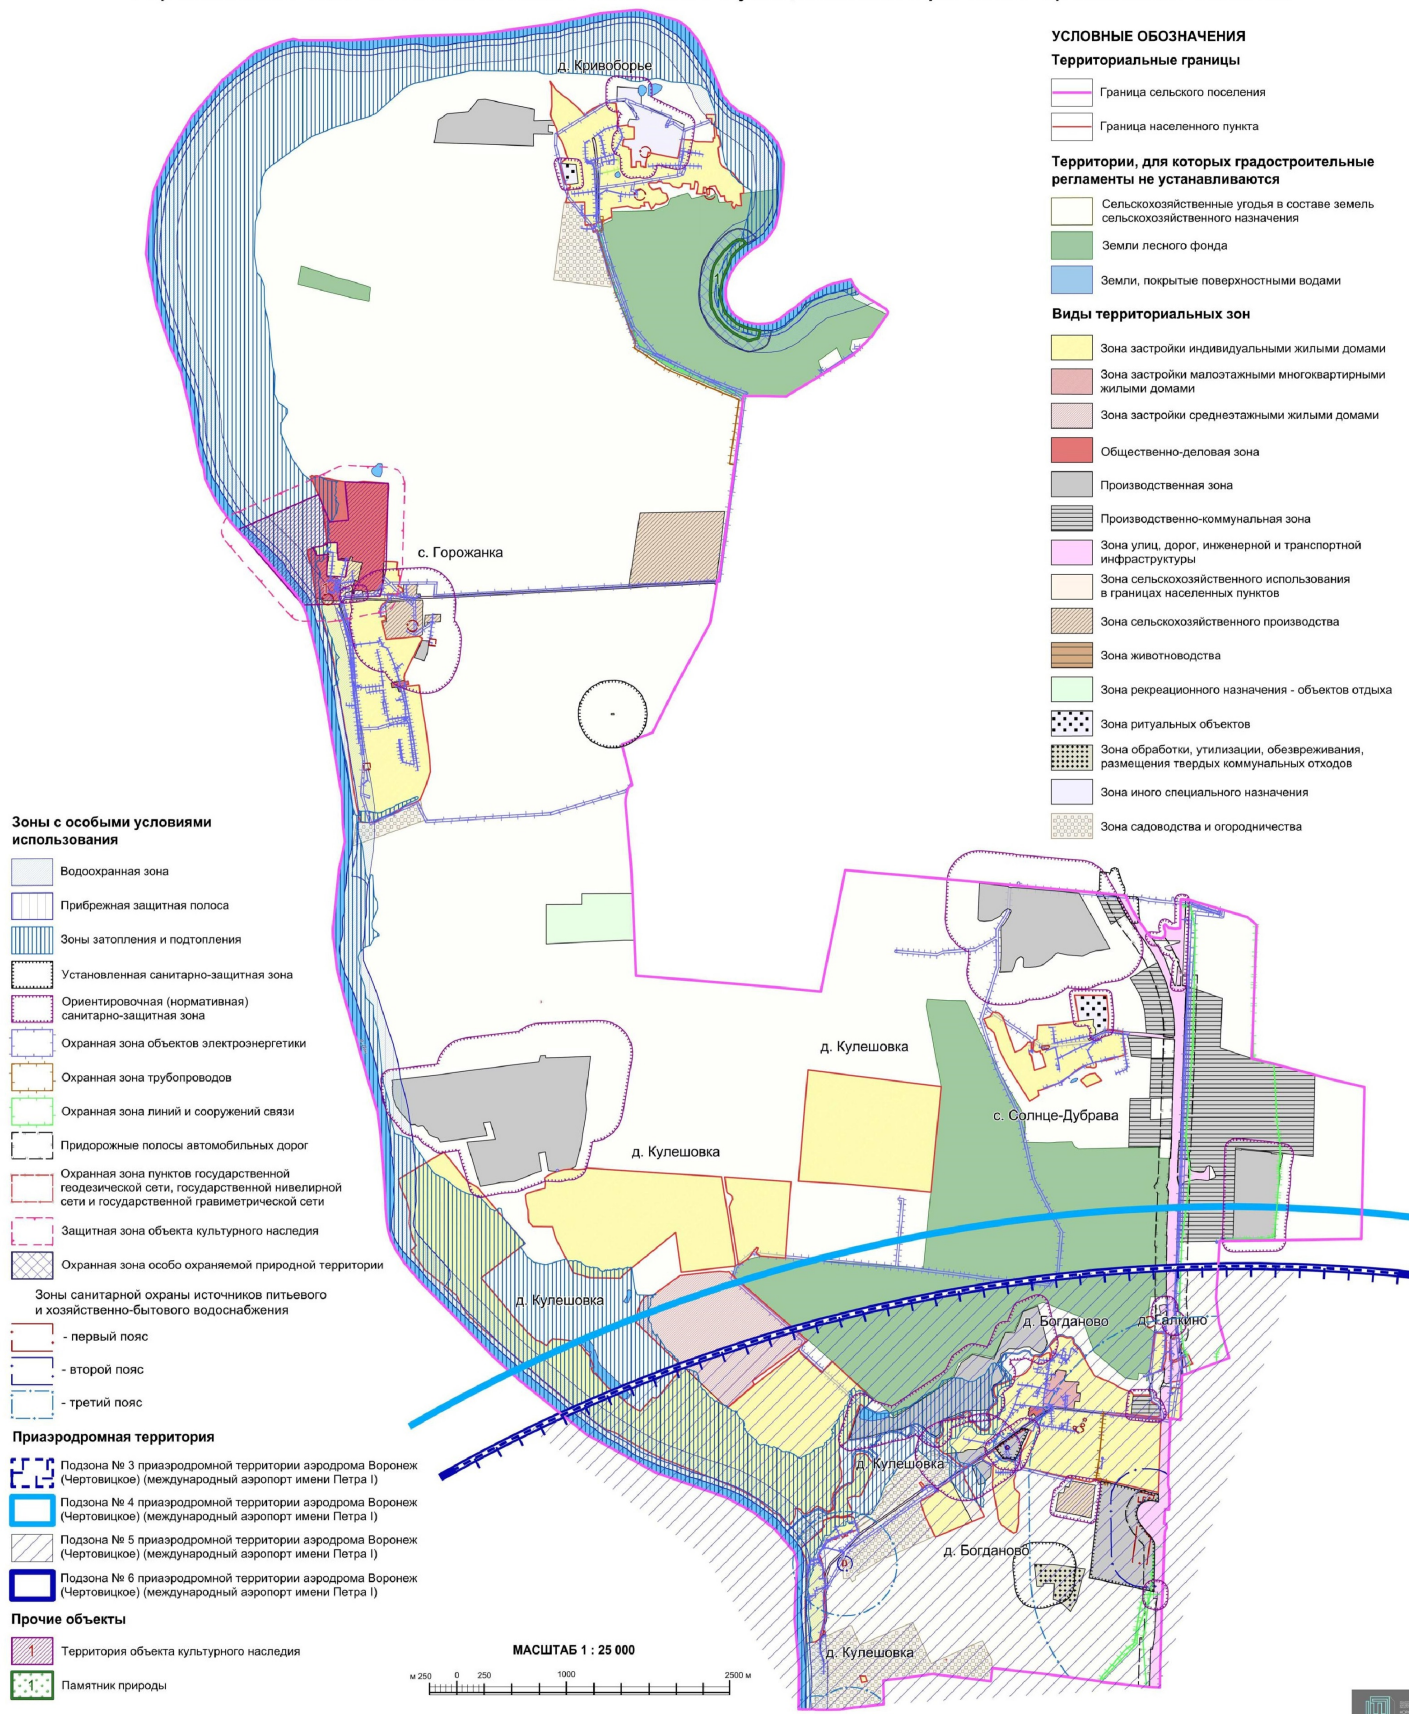 УСЛОВНЫЕ ОБОЗНАЧЕНИЯ
Территориальные границы
Граница сельского поселения
Граница населенного пункта
Территории, для которых градостроительные
регламенты не устанавливаются
Сельскохозяйственные угодья в составе земель
сельскохозяйственного назначения
Земли лесного фонда
Земли, покрытые поверхностными водами
Виды территориальных зон
Зона застройки индивидуальными жилыми домами
Зона застройки малоэтажными многоквартирными
жилыми домами
Зона застройки среднеэтажными жилыми домами
Общественно-деловая зона
Производственная зона
Производственно-коммунальная зона
Зона улиц, дорог, инженерной и транспортной
инфраструктуры
Зона сельскохозяйственного использования
в границах населенных пунктов
Зона сельскохозяйственного производства
Зона животноводства
Зона рекреационного назначения - объектов отдыха
Зона ритуальных объектов
Зона обработки, утилизации, обезвреживания,
размещения твердых коммунальных отходов
Зона иного специального назначения
Зона садоводства и огородничества
д. Кривоборье
1
с. Горожанка
д. Кулешовка
с. Солнце-Дубрава
д. Кулешовка
д. Кулешовка
д. Богданово
д. Галкино
д. Кулешовка
д. Богданово
д. Кулешовка
Зоны с особыми условиями
использования
Водоохранная зона
Прибрежная защитная полоса
Зоны затопления и подтопления
Установленная санитарно-защитная зона
Ориентировочная (нормативная)
санитарно-защитная зона
Охранная зона объектов электроэнергетики
Охранная зона трубопроводов
Охранная зона линий и сооружений связи
Придорожные полосы автомобильных дорог
Охранная зона пунктов государственной
геодезической сети, государственной нивелирной
сети и государственной гравиметрической сети
Защитная зона объекта культурного наследия
Охранная зона особо охраняемой природной территории
Зоны санитарной охраны источников питьевого
и хозяйственно-бытового водоснабжения
- первый пояс
- второй пояс
- третий пояс
Приаэродромная территория
Подзона № 3 приаэродромной территории аэродрома Воронеж
(Чертовицкое) (международный аэропорт имени Петра I)
Подзона № 4 приаэродромной территории аэродрома Воронеж
(Чертовицкое) (международный аэропорт имени Петра I)
Подзона № 5 приаэродромной территории аэродрома Воронеж
(Чертовицкое) (международный аэропорт имени Петра I)
Подзона № 6 приаэродромной территории аэродрома Воронеж
(Чертовицкое) (международный аэропорт имени Петра I)
Прочие объекты
1 Территория объекта культурного наследия
1 Памятник природы
МАСШТАБ 1 : 25 000
м 250 0 250 1000 2500 м